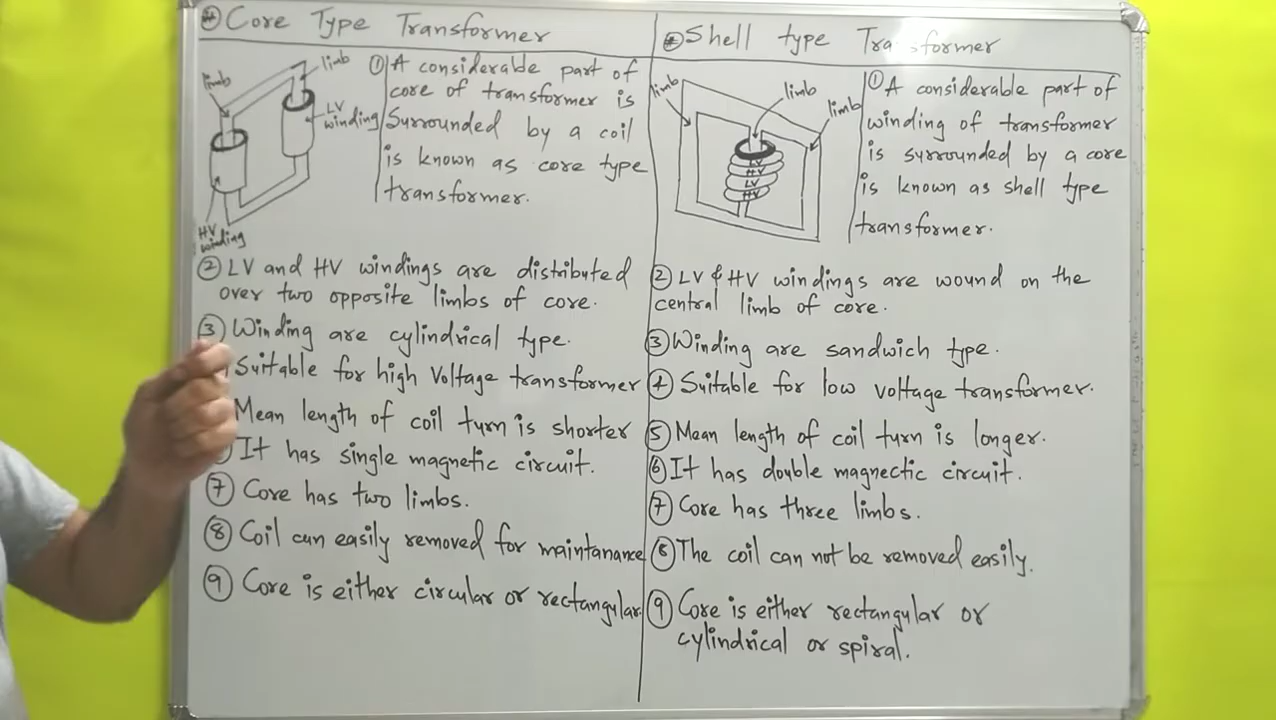 ⊛ Core Type Transformer
limb
limb
LV
winding
HV
winding
① A considerable part of
core of transformer is
Surrounded by a coil
is known as core type
transformer.
② LV and HV windings are distributed
over two opposite limbs of core.
③ Winding are cylindrical type.
Suitable for high Voltage transformer
Mean length of coil turn is shorter
It has single magnetic circuit.
⑦ Core has two limbs.
⑧ Coil can easily removed for maintanance
⑨ Core is either circular or rectangular
⊛ Shell type Tra sformer
limb
limb
limb
LV
HV
LV
HV
① A considerable part of
winding of transformer
is surrounded by a core
is known as shell type
transformer.
② LV & HV windings are wound on the
central limb of core.
③ Winding are sandwich type.
④ Suitable for low voltage transformer.
⑤ Mean length of coil turn is longer.
⑥ It has double magnectic circuit.
⑦ Core has three limbs.
⑧ The coil can not be removed easily.
⑨ Core is either rectangular or
cylindrical or spiral.